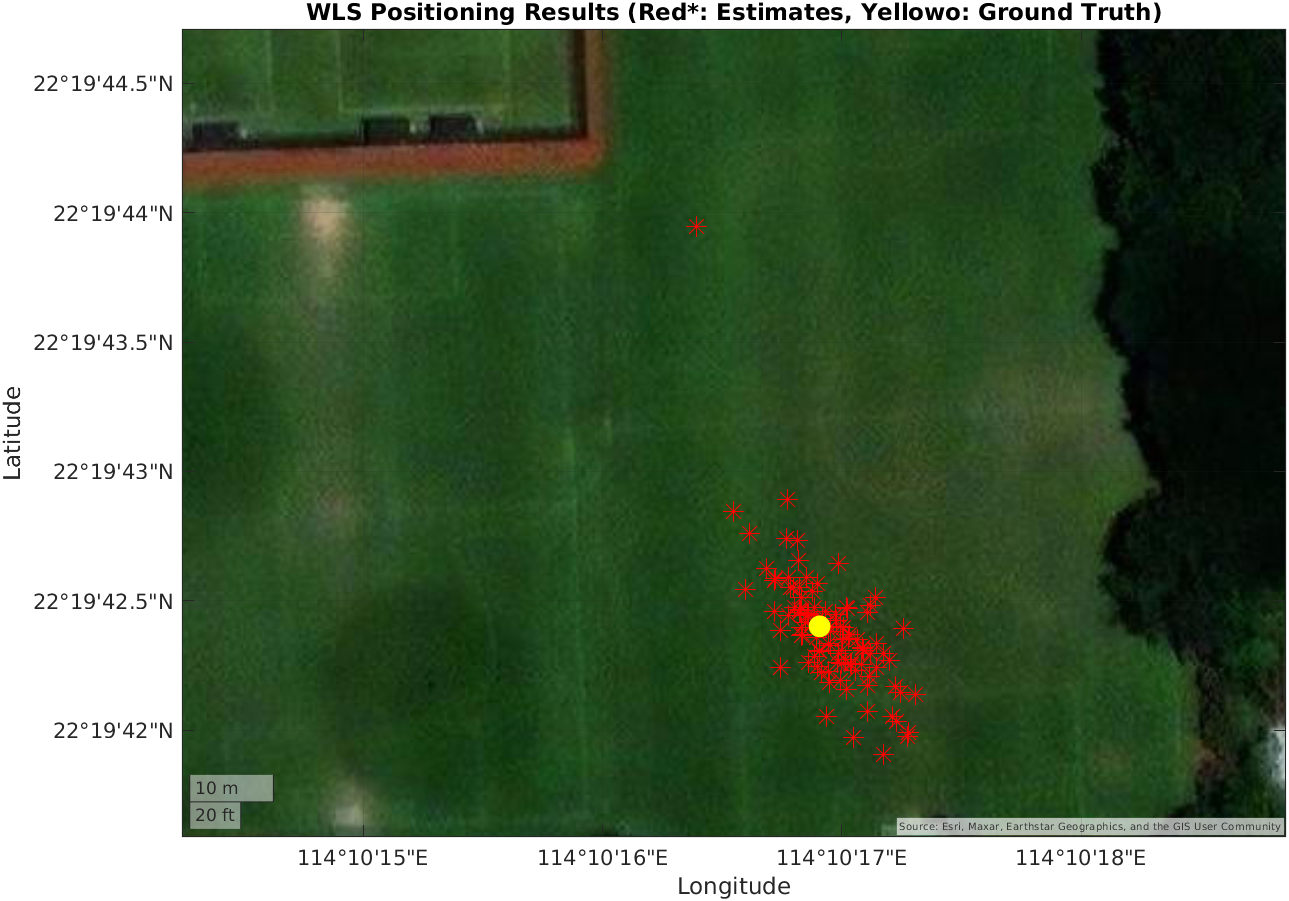 WLS Positioning Results (Red*: Estimates, Yellowo: Ground Truth)
22°19'44.5"N
22°19'44"N
22°19'43.5"N
22°19'43"N
22°19'42.5"N
22°19'42"N
Latitude
10 m
20 ft
Source: Esri, Maxar, Earthstar Geographics, and the GIS User Community
114°10'15"E
114°10'16"E
114°10'17"E
114°10'18"E
Longitude